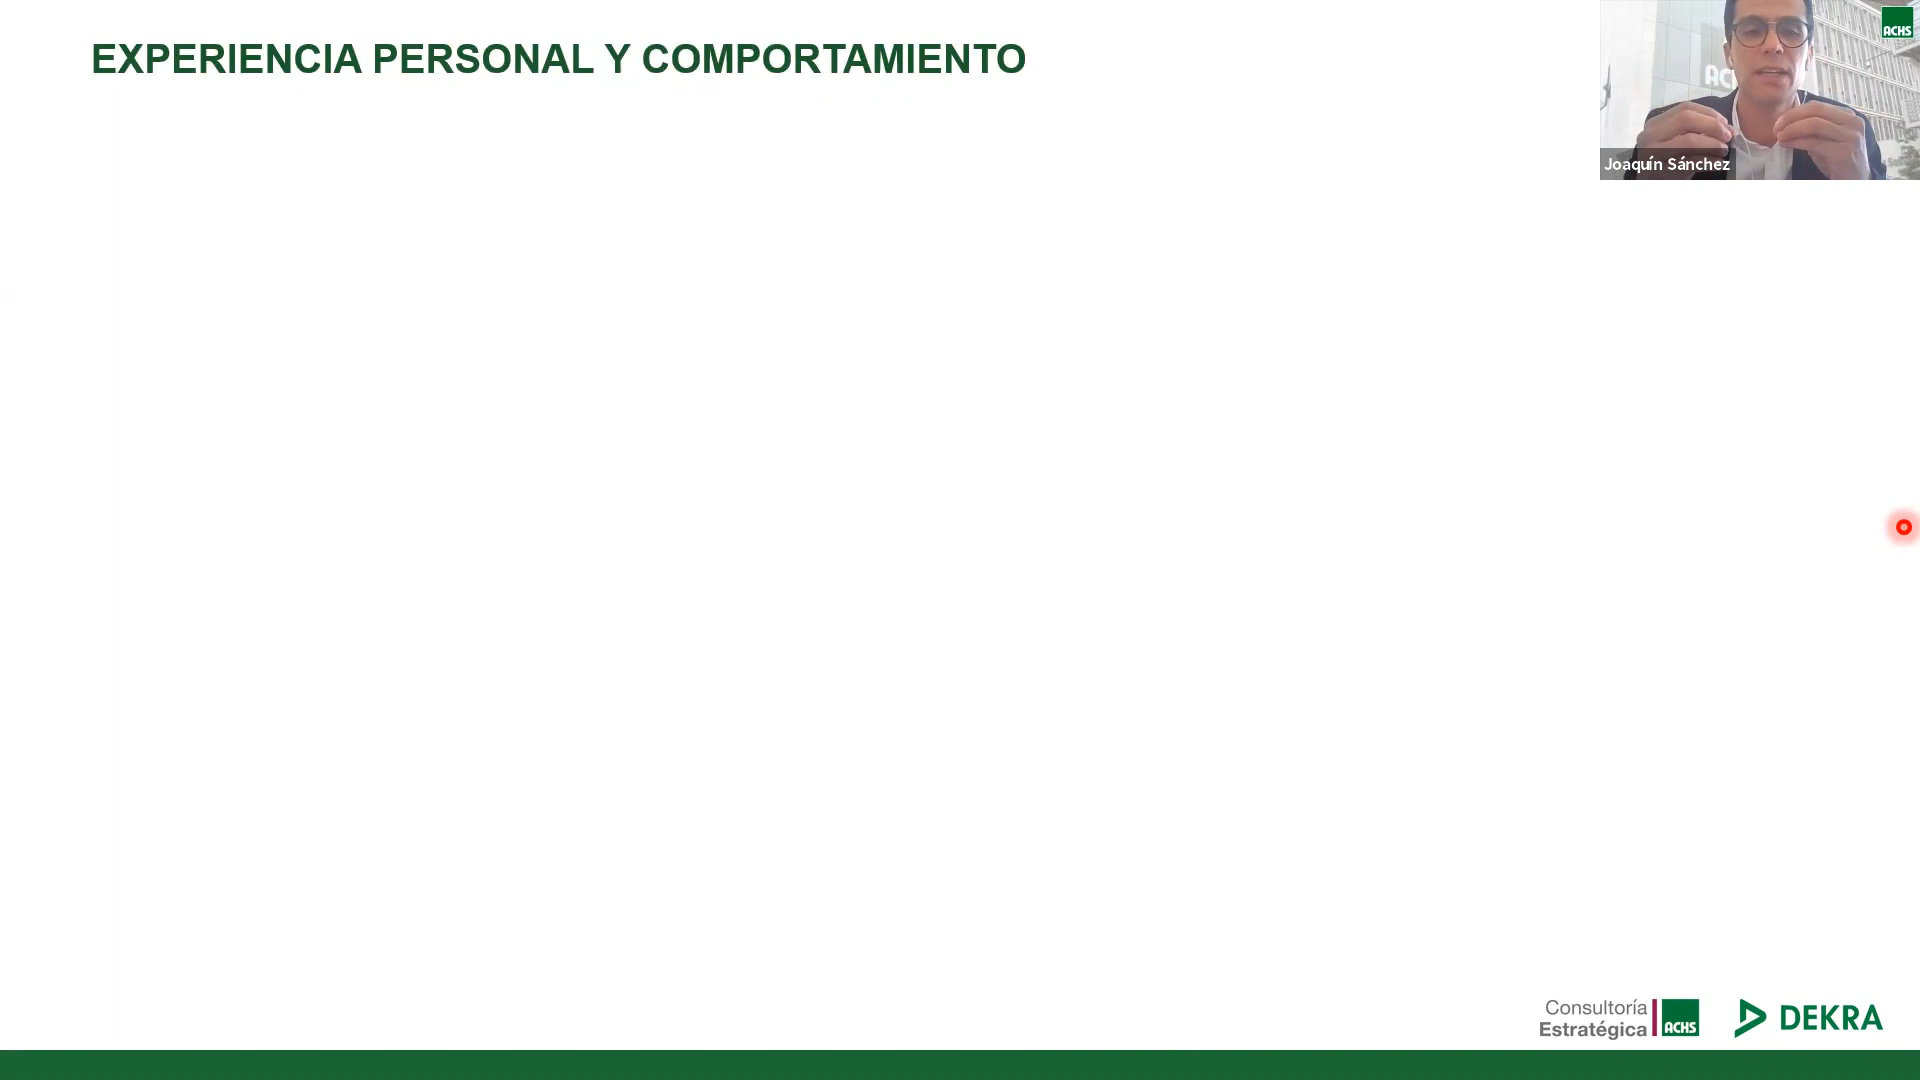 EXPERIENCIA PERSONAL Y COMPORTAMIENTO
ACHS
Joaquín Sánchez
Consultoría
Estratégica
ACHS
DEKRA